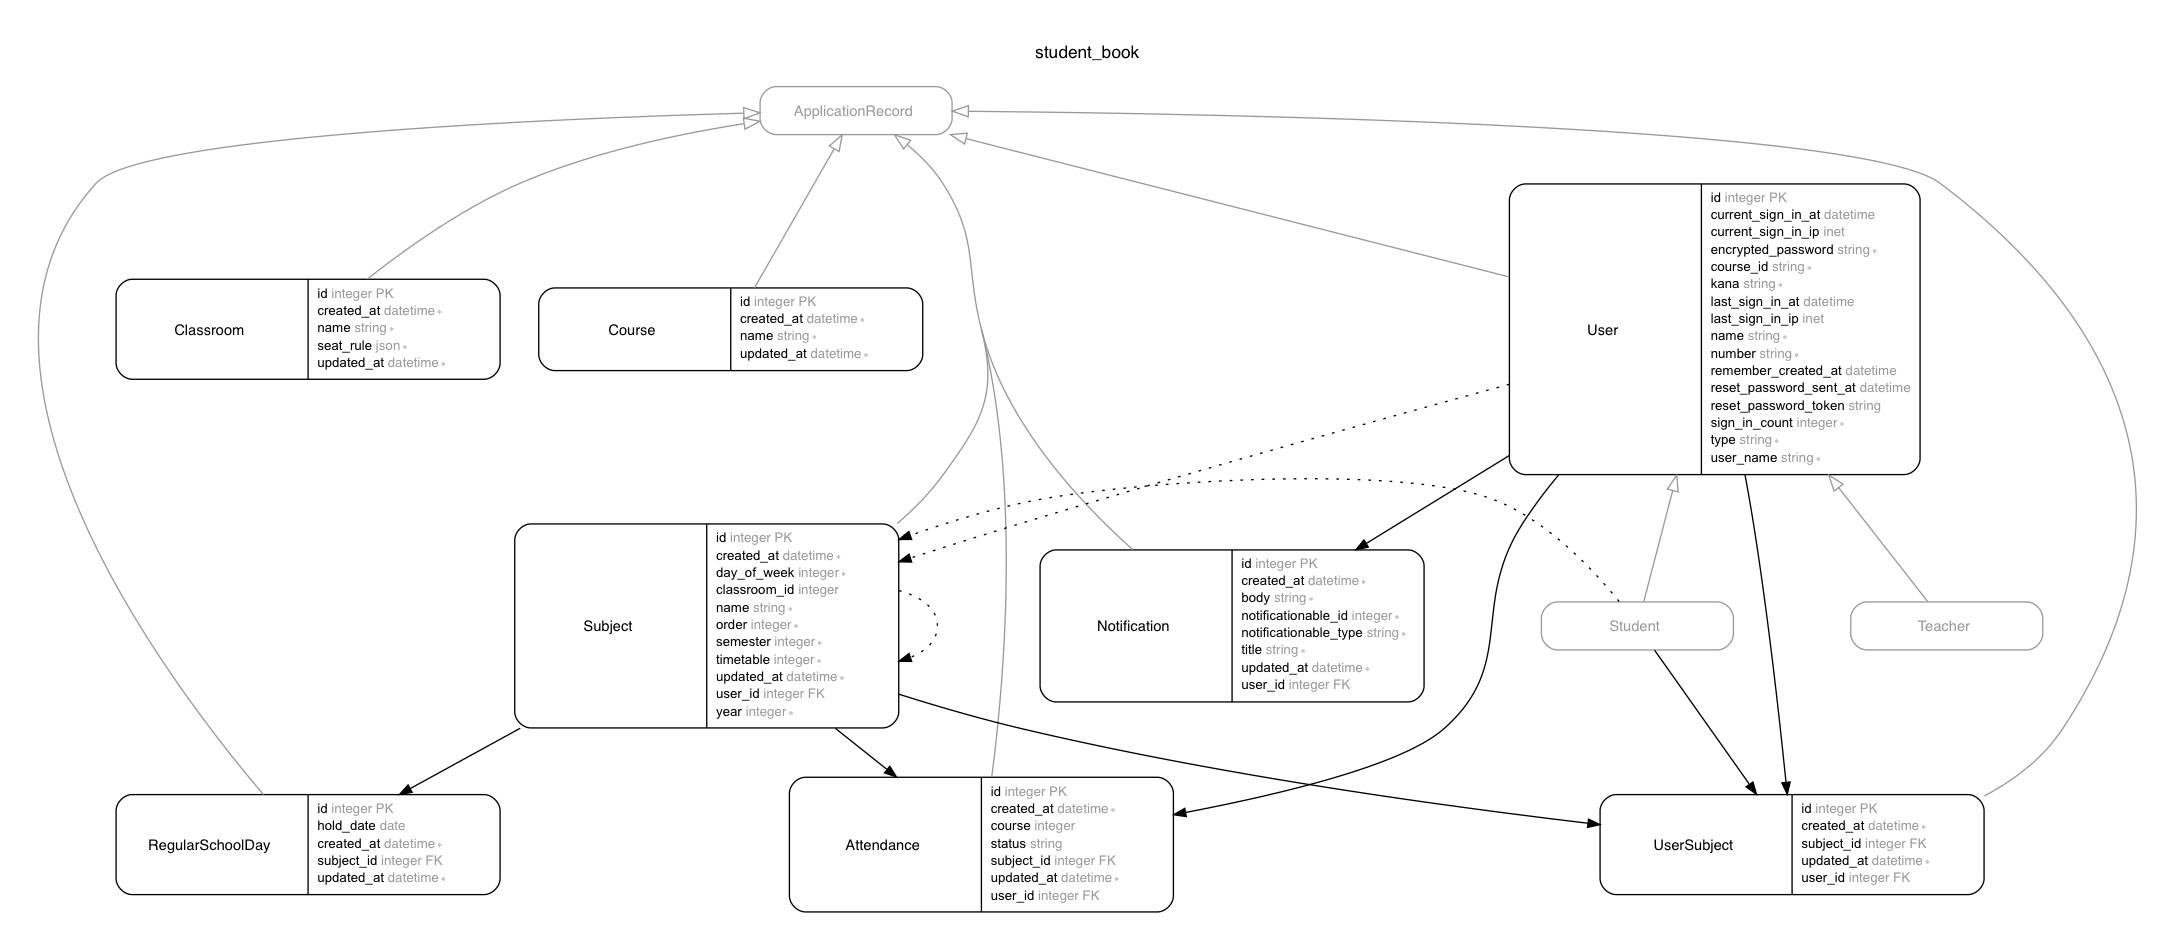 student_book
ApplicationRecord
Classroom
id integer PK
created_at datetime ∗
name string ∗
seat_rule json ∗
updated_at datetime ∗
Course
id integer PK
created_at datetime ∗
name string ∗
updated_at datetime ∗
User
id integer PK
current_sign_in_at datetime
current_sign_in_ip inet
encrypted_password string ∗
course_id string ∗
kana string ∗
last_sign_in_at datetime
last_sign_in_ip inet
name string ∗
number string ∗
remember_created_at datetime
reset_password_sent_at datetime
reset_password_token string
sign_in_count integer ∗
type string ∗
user_name string ∗
Subject
id integer PK
created_at datetime ∗
day_of_week integer ∗
classroom_id integer
name string ∗
order integer ∗
semester integer ∗
timetable integer ∗
updated_at datetime ∗
user_id integer FK
year integer ∗
Notification
id integer PK
created_at datetime ∗
body string ∗
notificationable_id integer ∗
notificationable_type string ∗
title string ∗
updated_at datetime ∗
user_id integer FK
Student
Teacher
RegularSchoolDay
id integer PK
hold_date date
created_at datetime ∗
subject_id integer FK
updated_at datetime ∗
Attendance
id integer PK
created_at datetime ∗
course integer
status string
subject_id integer FK
updated_at datetime ∗
user_id integer FK
UserSubject
id integer PK
created_at datetime ∗
subject_id integer FK
updated_at datetime ∗
user_id integer FK